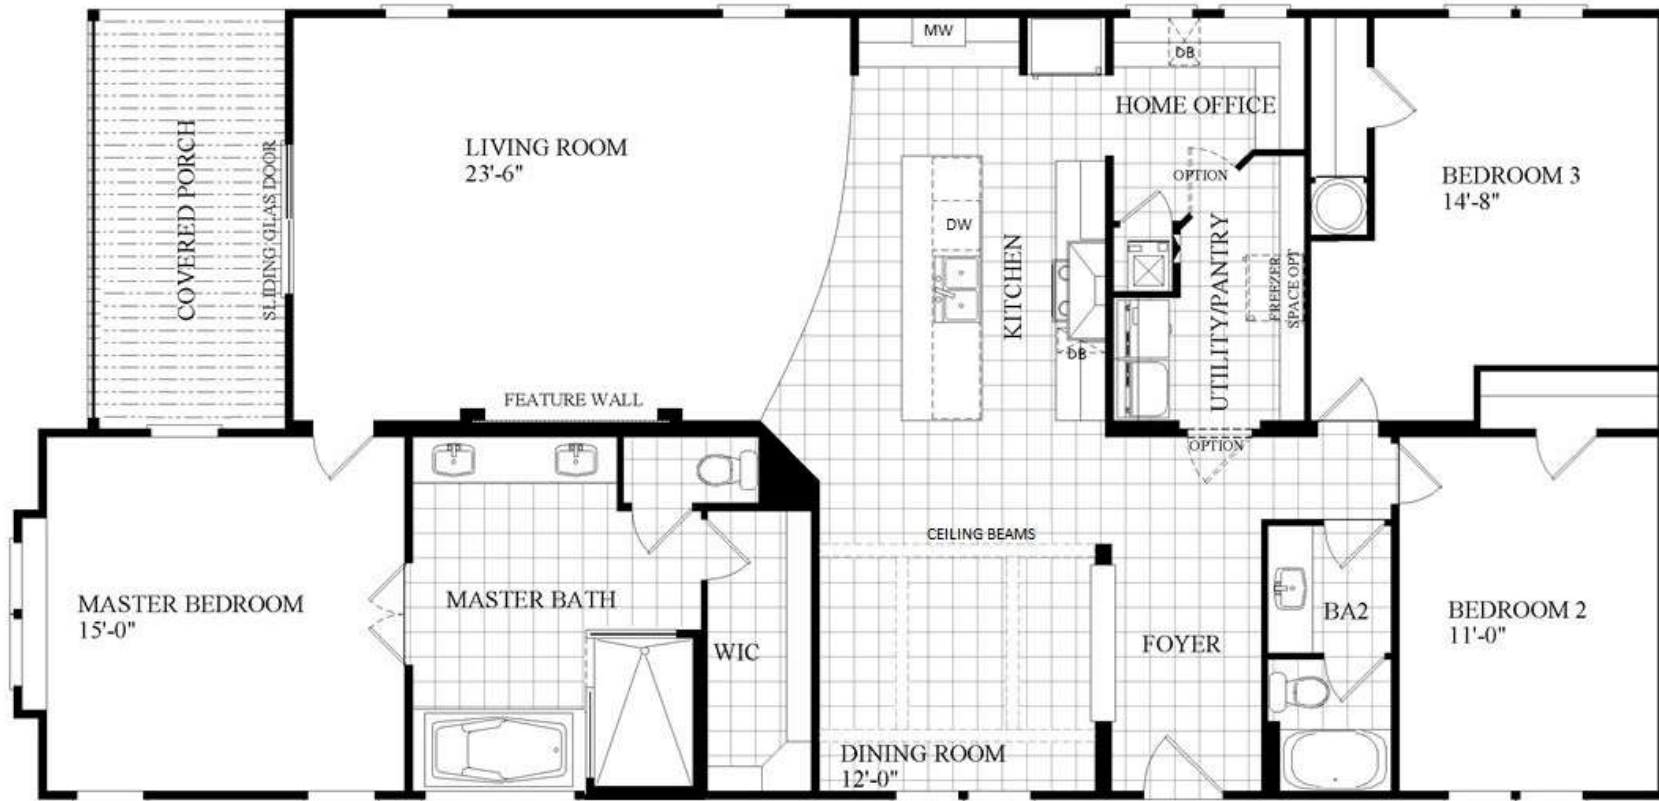 MW
DB
HOME OFFICE
LIVING ROOM
23'-6"
COVERED PORCH
SLIDING GLAS DOOR
OPTION
BEDROOM 3
14'-8"
DW
KITCHEN
UTILITY/PANTRY
FREEZER
SPACE OPT
DB
FEATURE WALL
OPTION
CEILING BEAMS
MASTER BEDROOM
15'-0"
MASTER BATH
WIC
FOYER
BA2
BEDROOM 2
11'-0"
DINING ROOM
12'-0"